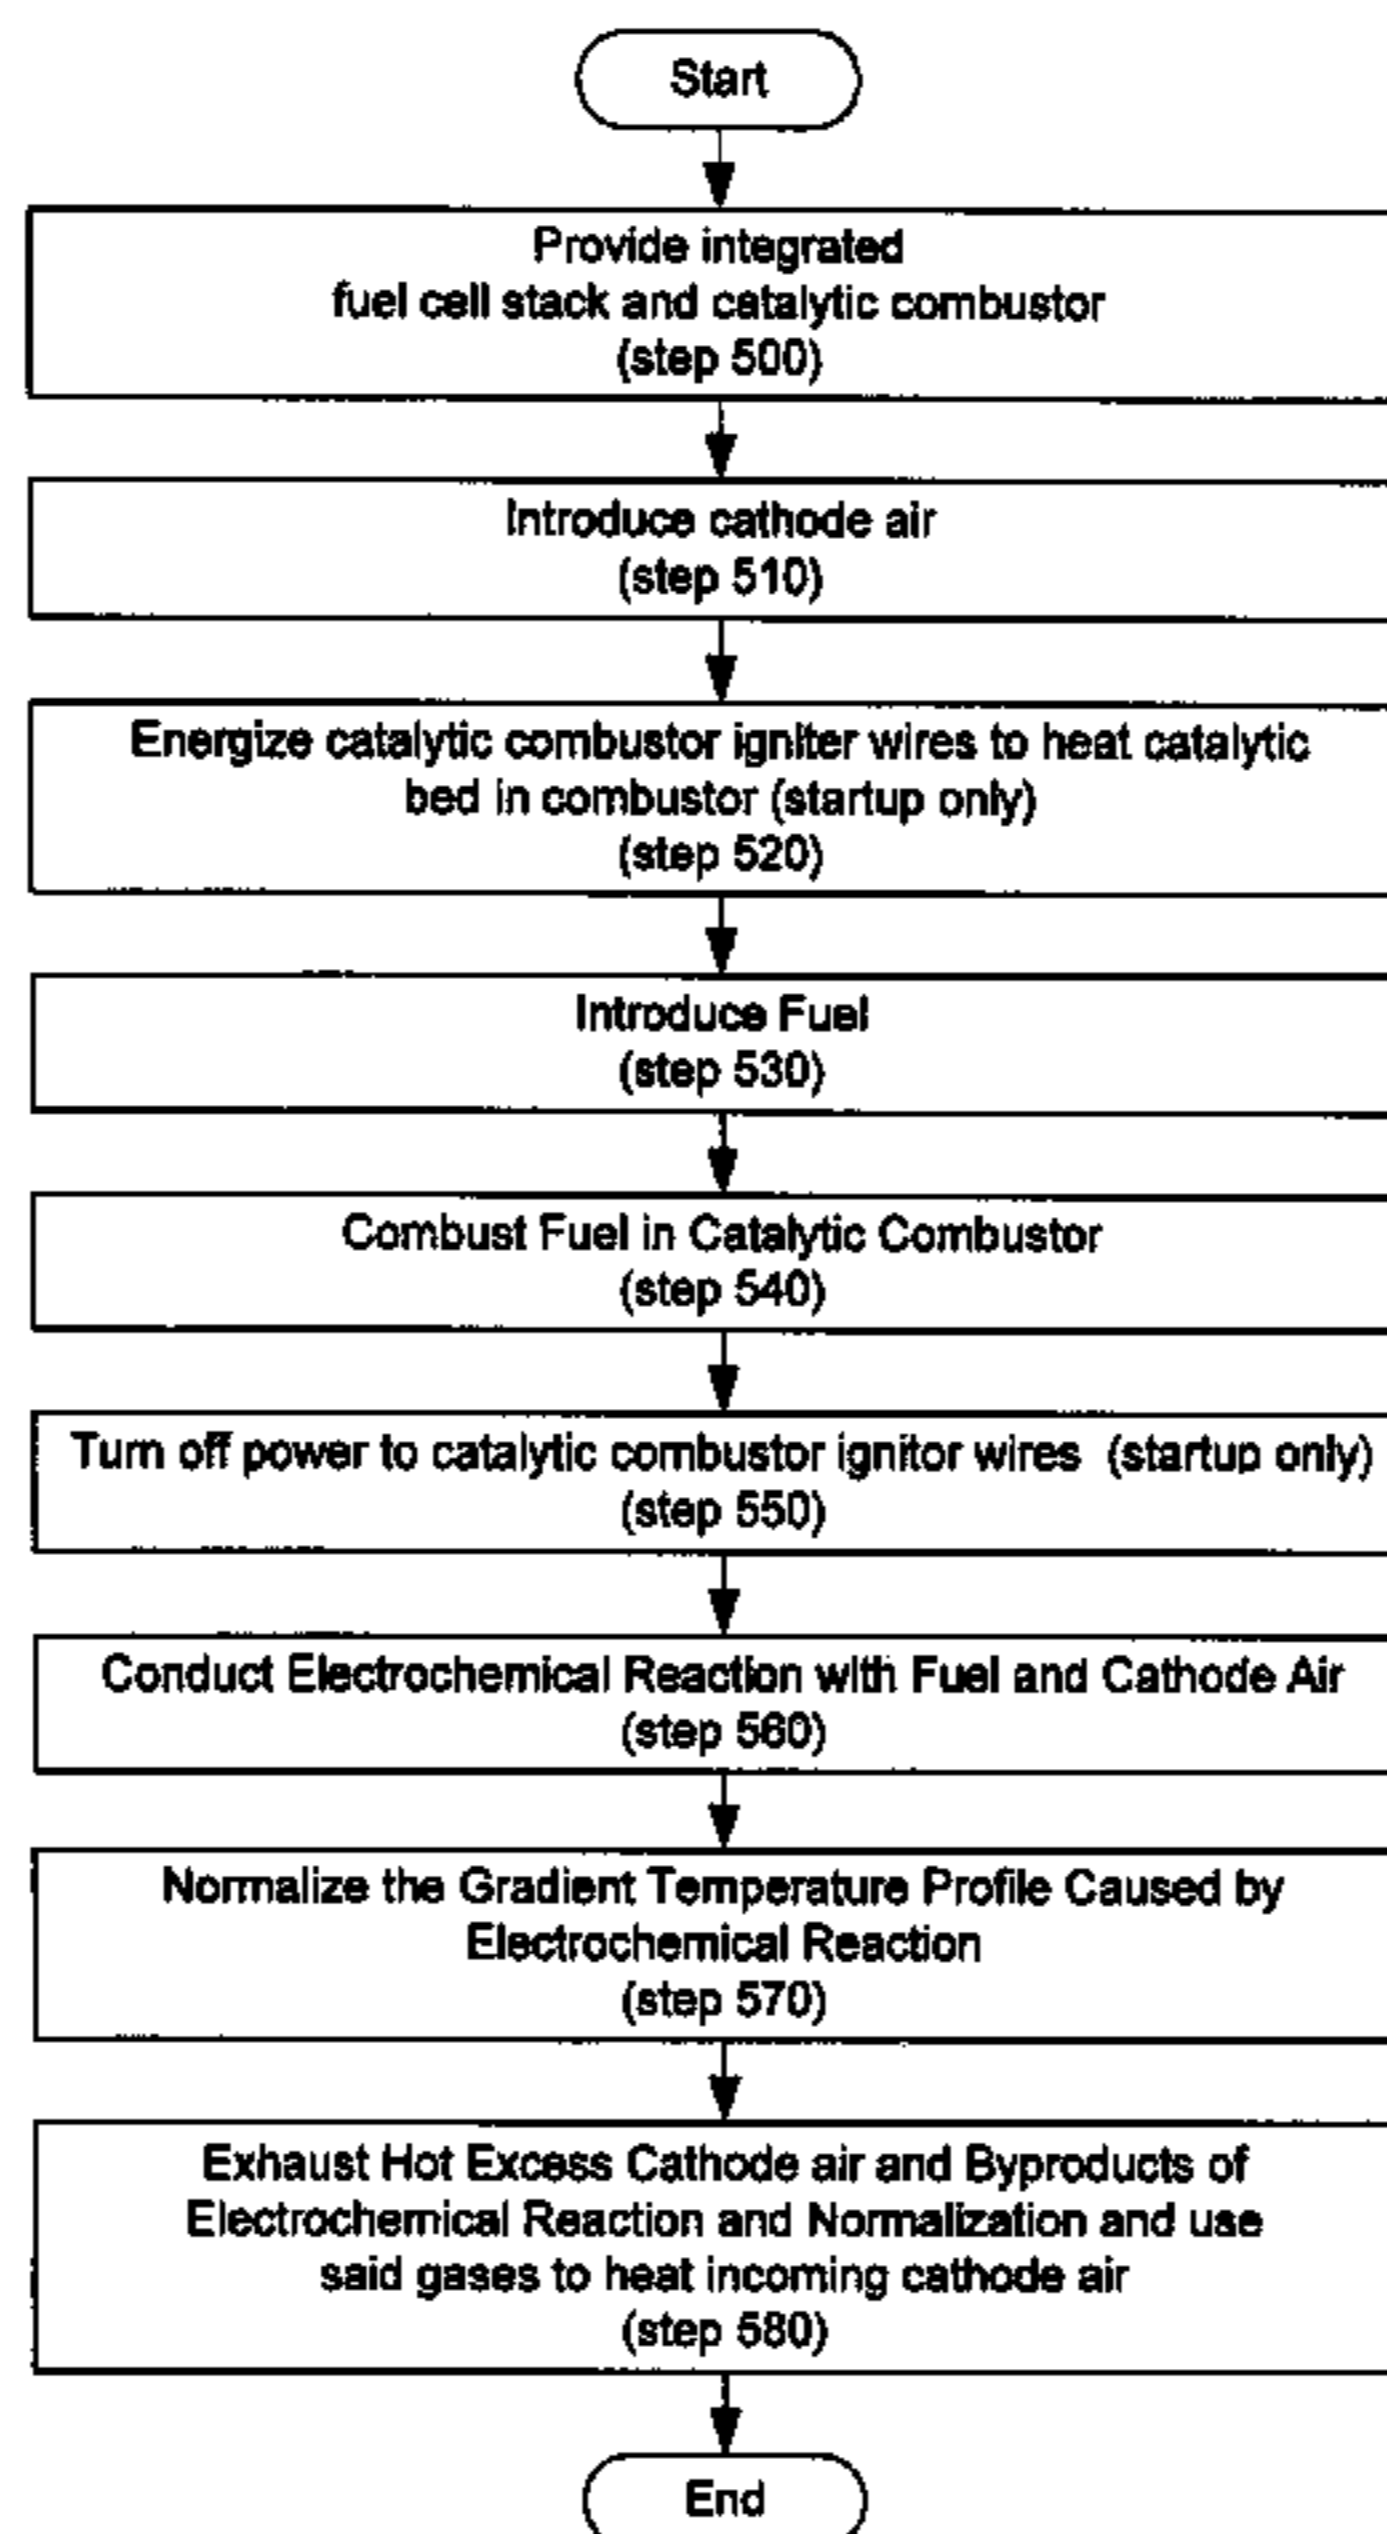 Start
Provide integrated
fuel cell stack and catalytic combustor
(step 500)
Introduce cathode air
(step 510)
Energize catalytic combustor igniter wires to heat catalytic
bed in combustor (startup only)
(step 520)
Introduce Fuel
(step 530)
Combust Fuel in Catalytic Combustor
(step 540)
Turn off power to catalytic combustor ignitor wires (startup only)
(step 550)
Conduct Electrochemical Reaction with Fuel and Cathode Air
(step 560)
Normalize the Gradient Temperature Profile Caused by
Electrochemical Reaction
(step 570)
Exhaust Hot Excess Cathode air and Byproducts of
Electrochemical Reaction and Normalization and use
said gases to heat incoming cathode air
(step 580)
End